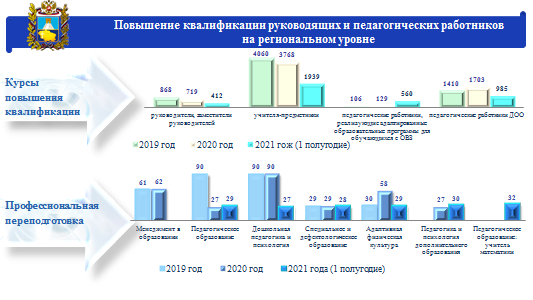 Повышение квалификации руководящих и педагогических работников
на региональном уровне
Курсы
повышения
квалификации
868 719 412
4060 3768 1939
106 129 560
1410 1703 985
руководители, заместители
руководителей
учителя-предметники
педагогические работники,
реализующие адаптированные
образовательные программы для
обучающихся с ОВЗ
педагогические работники ДОО
2019 год 2020 год 2021 гож (1 полугодие)
Профессиональная
переподготовка
61 62
90 27 29
90 90 27
29 29 28
30 58 29
27 30
32
Менеджмент в
образовании
Педагогическое
образование
Дошкольная
педагогика и
психология
Специальное и
дефектологическое
образование
Адаптивная
физическая
культура
Педагогика и
психология
дополнительного
образования
Педагогическое
образование:
учитель
математики
2019 год 2020 год 2021 года (1 полугодие)